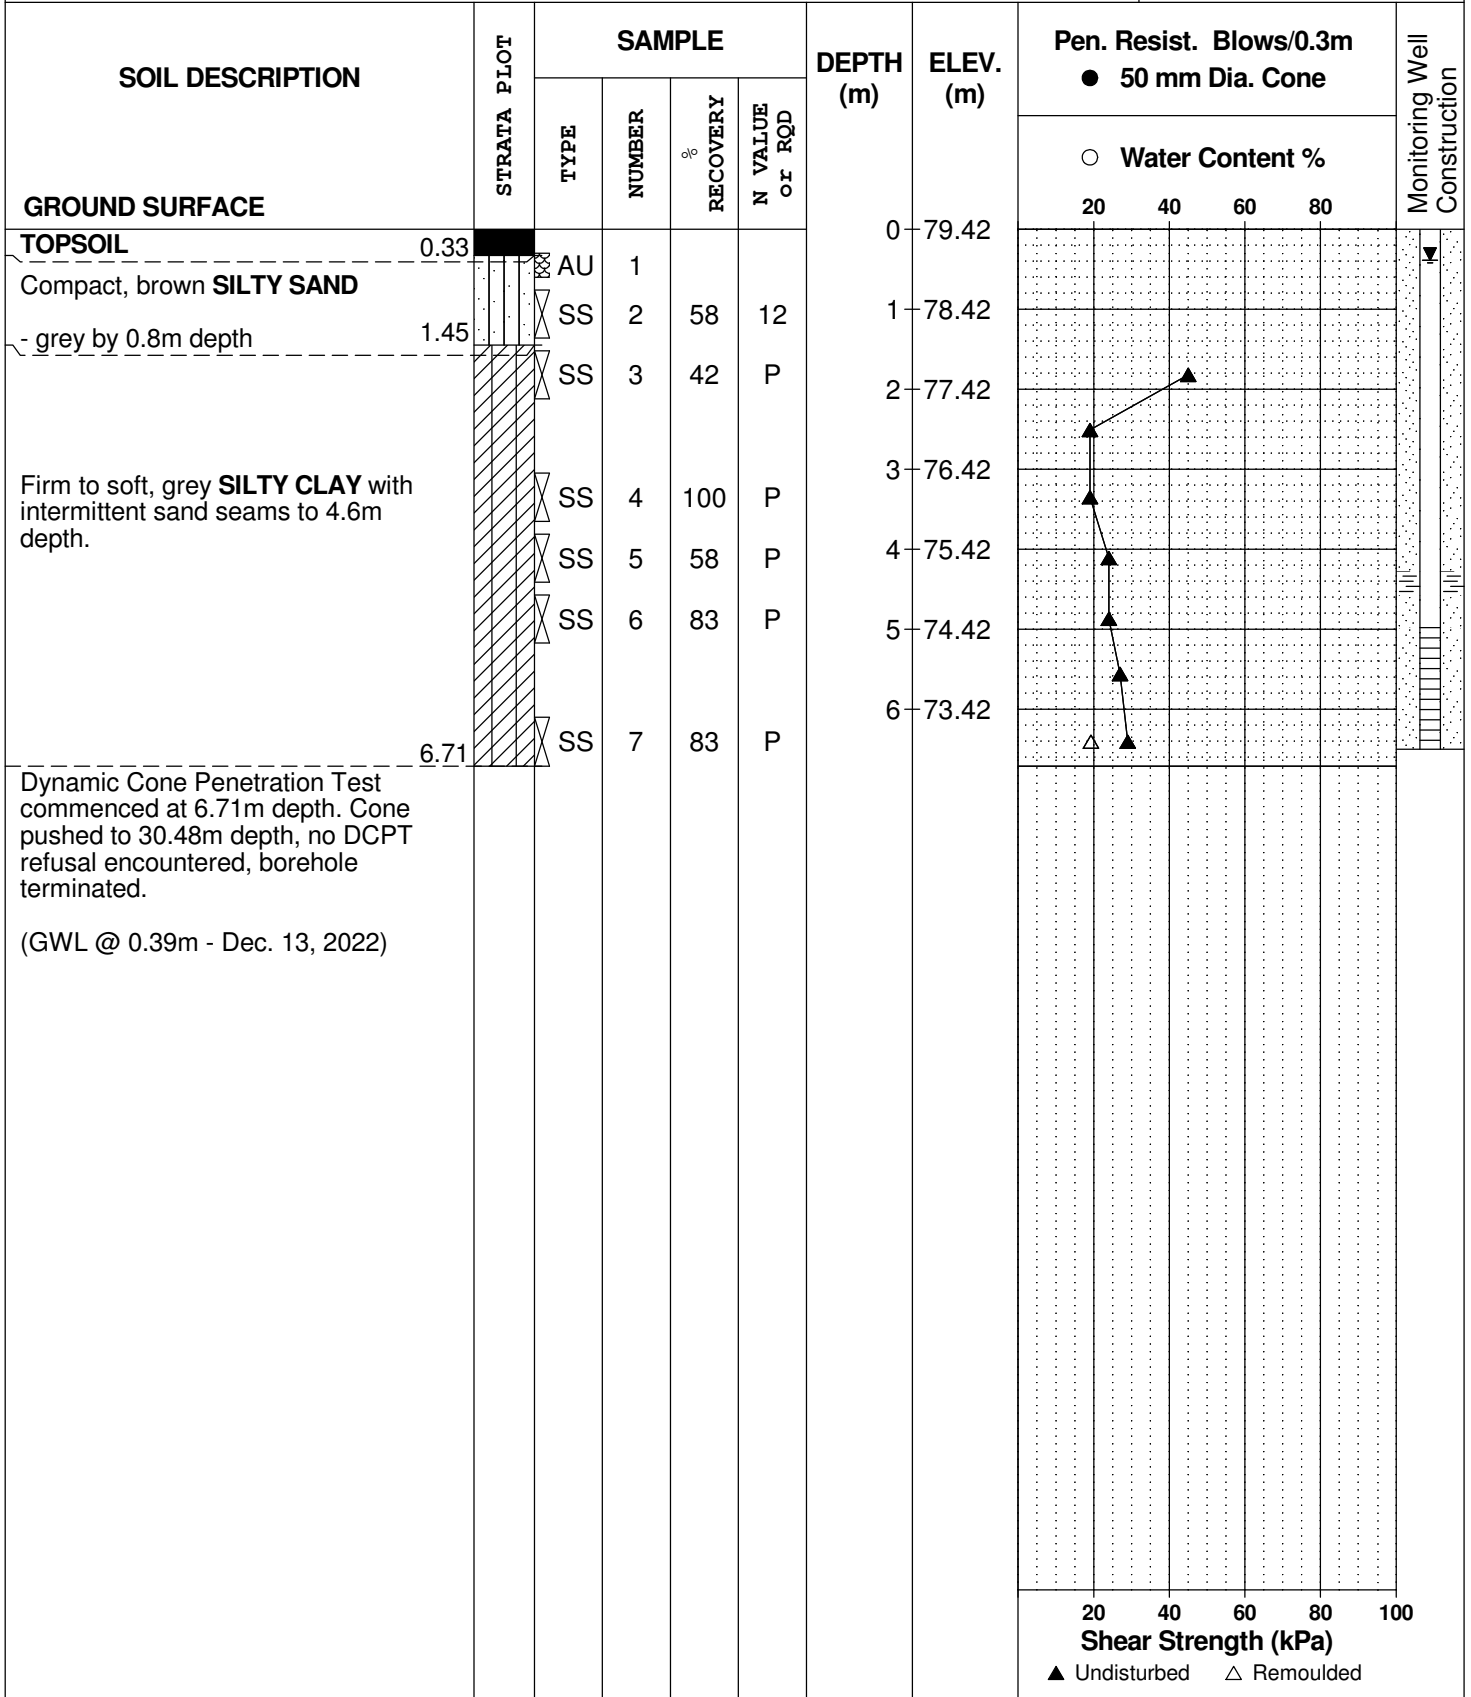 SOIL DESCRIPTION
GROUND SURFACE
STRATA PLOT
SAMPLE
TYPE
NUMBER
% RECOVERY
N VALUE or RQD
DEPTH (m)
ELEV. (m)
Pen. Resist. Blows/0.3m
● 50 mm Dia. Cone
○ Water Content %
20 40 60 80
Monitoring Well Construction
TOPSOIL 0.33
Compact, brown SILTY SAND
- grey by 0.8m depth 1.45
Firm to soft, grey SILTY CLAY with
intermittent sand seams to 4.6m
depth.
6.71
Dynamic Cone Penetration Test
commenced at 6.71m depth. Cone
pushed to 30.48m depth, no DCPT
refusal encountered, borehole
terminated.
(GWL @ 0.39m - Dec. 13, 2022)
AU 1
SS 2 58 12
SS 3 42 P
SS 4 100 P
SS 5 58 P
SS 6 83 P
SS 7 83 P
0 79.42
1 78.42
2 77.42
3 76.42
4 75.42
5 74.42
6 73.42
20 40 60 80 100
Shear Strength (kPa)
▲ Undisturbed △ Remoulded